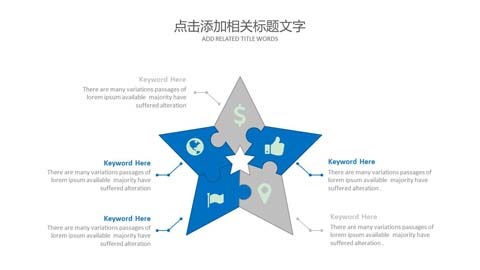 点击添加相关标题文字
ADD RELATED TITLE WORDS
Keyword Here
There are many variations passages of
lorem ipsum available majority have
suffered alteration
Keyword Here
There are many variations passages of
lorem ipsum available majority have
suffered alteration
Keyword Here
There are many variations passages of
lorem ipsum available majority have
suffered alteration..
Keyword Here
There are many variations passages of
lorem ipsum available majority have
suffered alteration
Keyword Here
There are many variations passages of
lorem ipsum available majority have
suffered alteration..
$